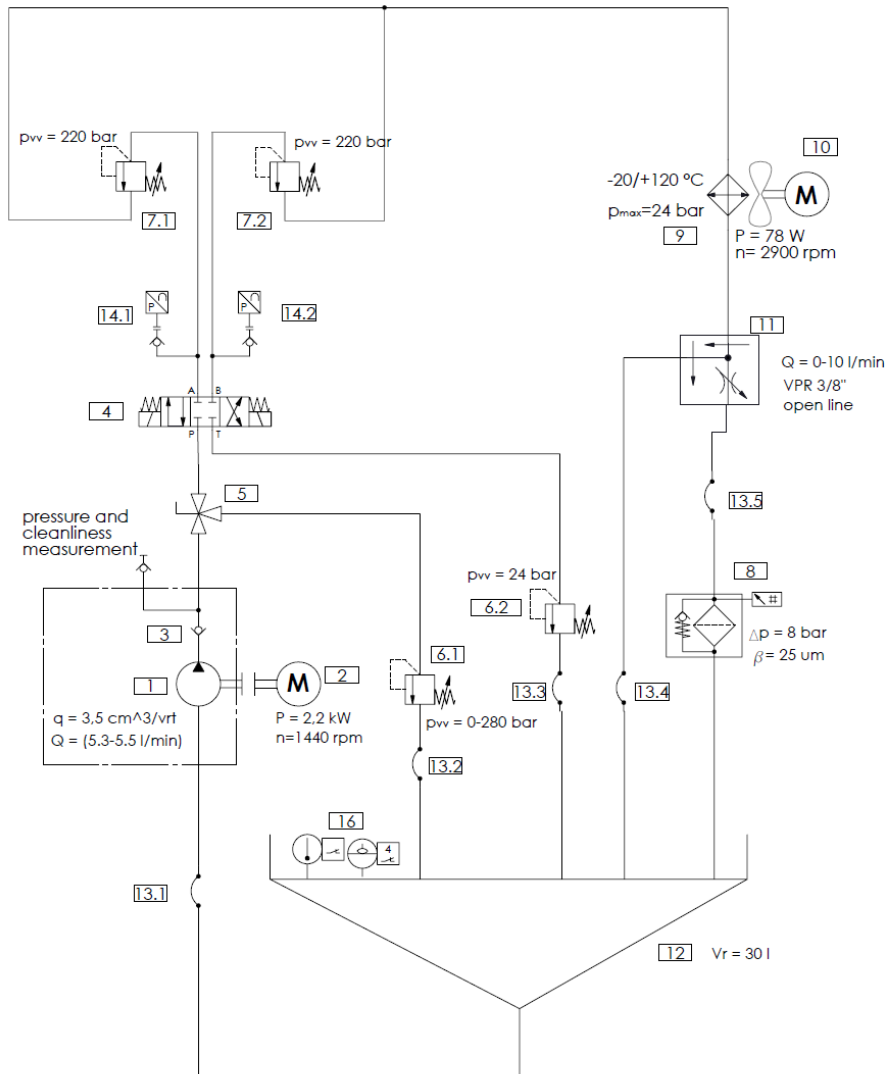 pvv = 220 bar
pvv = 220 bar
7.1
7.2
10
-20/+120 ºC
M
pmax=24 bar
9
P = 78 W
n= 2900 rpm
P
14.1
P
14.2
11
Q = 0-10 l/min
VPR 3/8"
open line
A B
4
P T
5
pressure and
cleanliness
measurement
13.5
pvv = 24 bar
8
6.2
3
Δp = 8 bar
β = 25 um
6.1
1
M
2
13.3
13.4
q = 3,5 cm^3/vrt
Q = (5.3-5.5 l/min)
P = 2,2 kW
n=1440 rpm
pvv = 0-280 bar
13.2
16
4
13.1
12
Vr = 30 l